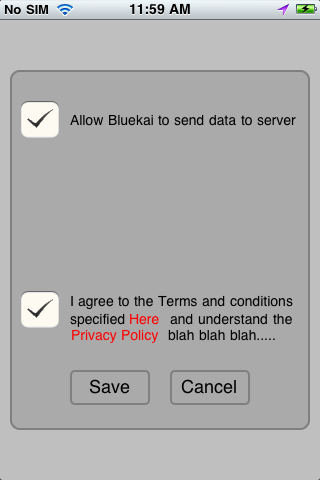 No SIM 11:59 AM
Allow Bluekai to send data to server
I agree to the Terms and conditions
specified Here and understand the
Privacy Policy blah blah blah.....
Save Cancel